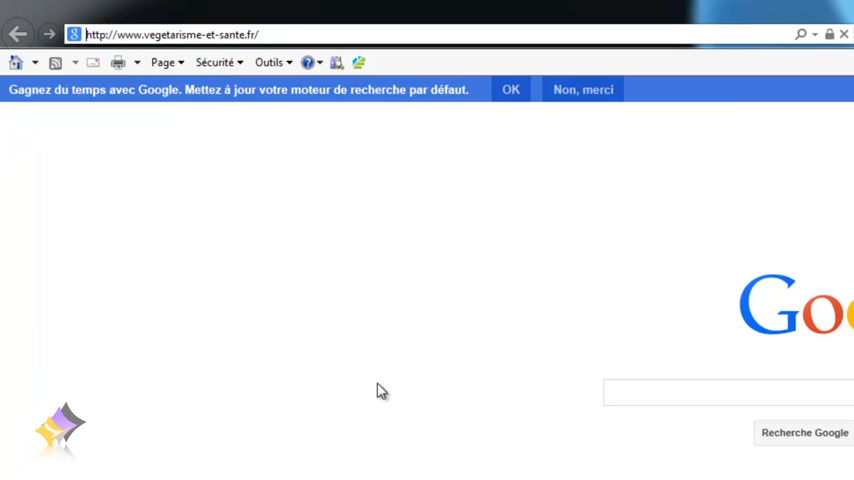 http://www.vegetarisme-et-sante.fr/
Page Sécurité Outils
Gagnez du temps avec Google. Mettez à jour votre moteur de recherche par défaut. OK Non, merci
Goo
Recherche Google